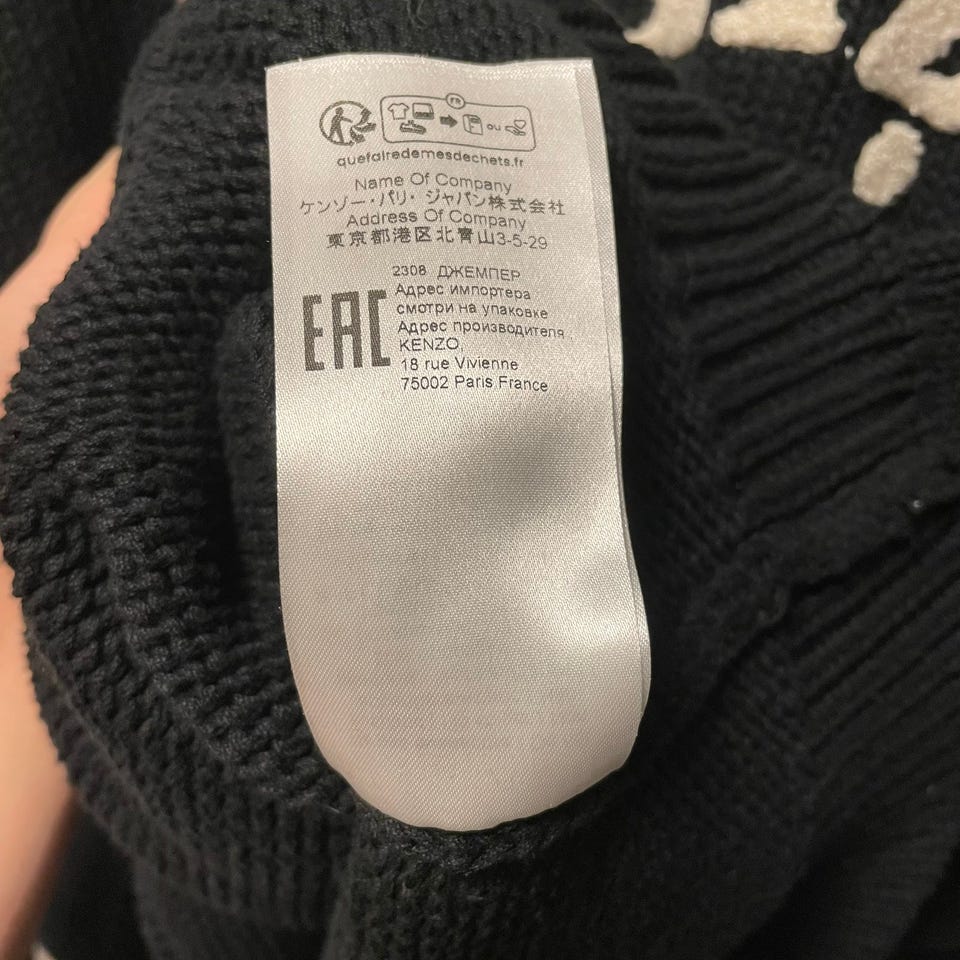 FR
ou
quefairedemesdechets.fr
Name Of Company
ケンゾー・パリ・ジャパン株式会社
Address Of Company
東京都港区北青山3-5-29
2308 ДЖЕМПЕР
EAC
Адрес импортера
смотри на упаковке
Адрес производителя
KENZO,
18 rue Vivienne
75002 Paris France